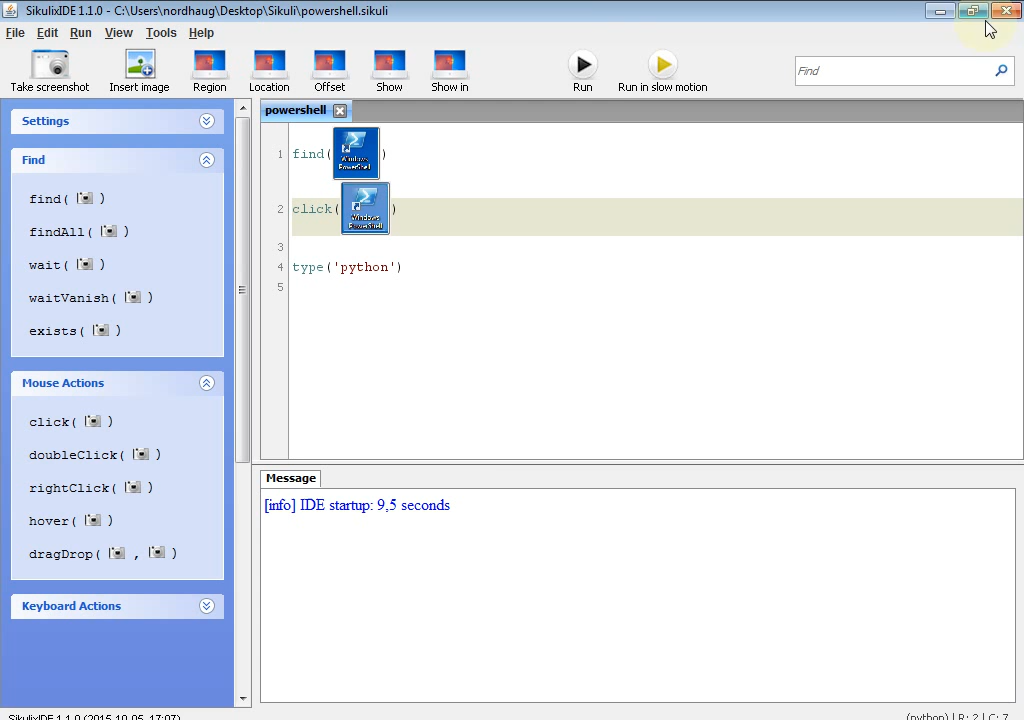 SikulixIDE 1.1.0 - C:\Users\nordhaug\Desktop\Sikuli\powershell.sikuli
File Edit Run View Tools Help
Take screenshot Insert image Region Location Offset Show Show in Run Run in slow motion Find
Settings
Find
find( )
findAll( )
wait( )
waitVanish( )
exists( )
Mouse Actions
click( )
doubleClick( )
rightClick( )
hover( )
dragDrop( , )
Keyboard Actions
powershell
1 find( Windows PowerShell )
2 click( Windows PowerShell )
3
4 type('python')
5
Message
[info] IDE startup: 9,5 seconds
SikulixIDE 1.1.0 (2015-10-05_17:07)
(python) | R: 2 | C: 7